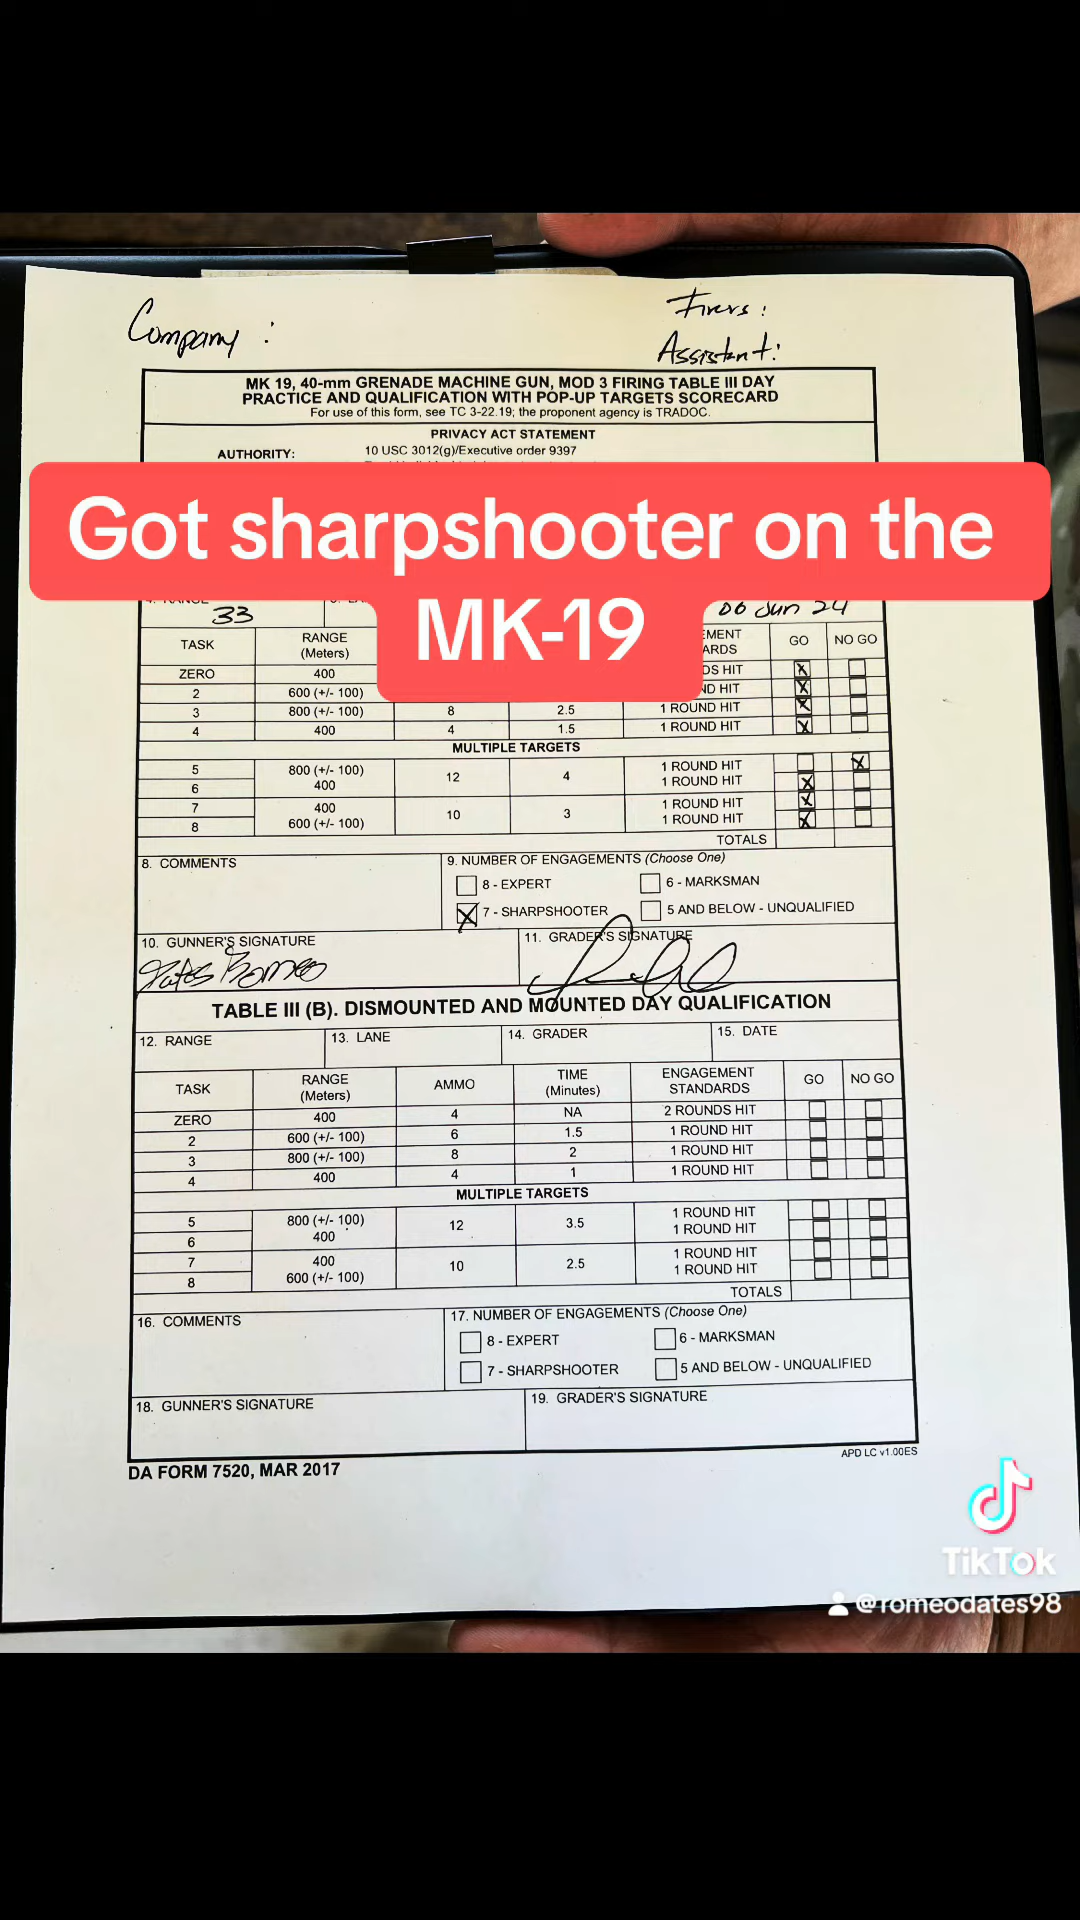 Company :
Firers :
Assistant :
MK 19, 40-mm GRENADE MACHINE GUN, MOD 3 FIRING TABLE III DAY
PRACTICE AND QUALIFICATION WITH POP-UP TARGETS SCORECARD
For use of this form, see TC 3-22.19; the proponent agency is TRADOC.
PRIVACY ACT STATEMENT
AUTHORITY: 10 USC 3012(g)/Executive order 9397
Got sharpshooter on the
MK-19
33 06 Jun 24
TASK RANGE (Meters) GO NO GO
ZERO 400 HIT
2 600 (+/- 100) HIT
3 800 (+/- 100) 8 2.5 1 ROUND HIT
4 400 4 1.5 1 ROUND HIT
MULTIPLE TARGETS
5 800 (+/- 100) 12 4 1 ROUND HIT
6 400 1 ROUND HIT
7 400 10 3 1 ROUND HIT
8 600 (+/- 100) 1 ROUND HIT
TOTALS
8. COMMENTS 9. NUMBER OF ENGAGEMENTS (Choose One)
8 - EXPERT 6 - MARKSMAN
7 - SHARPSHOOTER 5 AND BELOW - UNQUALIFIED
10. GUNNER'S SIGNATURE 11. GRADER'S SIGNATURE
TABLE III (B). DISMOUNTED AND MOUNTED DAY QUALIFICATION
12. RANGE 13. LANE 14. GRADER 15. DATE
TASK RANGE (Meters) AMMO TIME (Minutes) ENGAGEMENT STANDARDS GO NO GO
ZERO 400 4 NA 2 ROUNDS HIT
2 600 (+/- 100) 6 1.5 1 ROUND HIT
3 800 (+/- 100) 8 2 1 ROUND HIT
4 400 4 1 1 ROUND HIT
MULTIPLE TARGETS
5 800 (+/- 100) 12 3.5 1 ROUND HIT
6 400 1 ROUND HIT
7 400 10 2.5 1 ROUND HIT
8 600 (+/- 100) 1 ROUND HIT
TOTALS
16. COMMENTS 17. NUMBER OF ENGAGEMENTS (Choose One)
8 - EXPERT 6 - MARKSMAN
7 - SHARPSHOOTER 5 AND BELOW - UNQUALIFIED
18. GUNNER'S SIGNATURE 19. GRADER'S SIGNATURE
APD LC v1.00ES
DA FORM 7520, MAR 2017
TikTok
@romeodates98